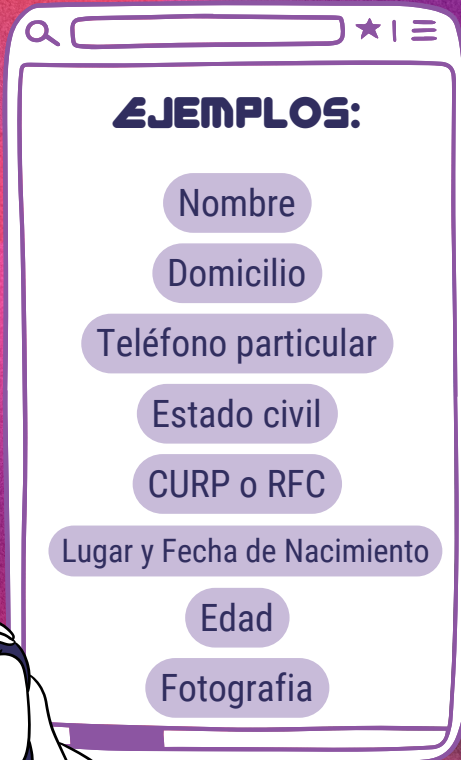 EJEMPLOS:
Nombre
Domicilio
Teléfono particular
Estado civil
CURP o RFC
Lugar y Fecha de Nacimiento
Edad
Fotografia